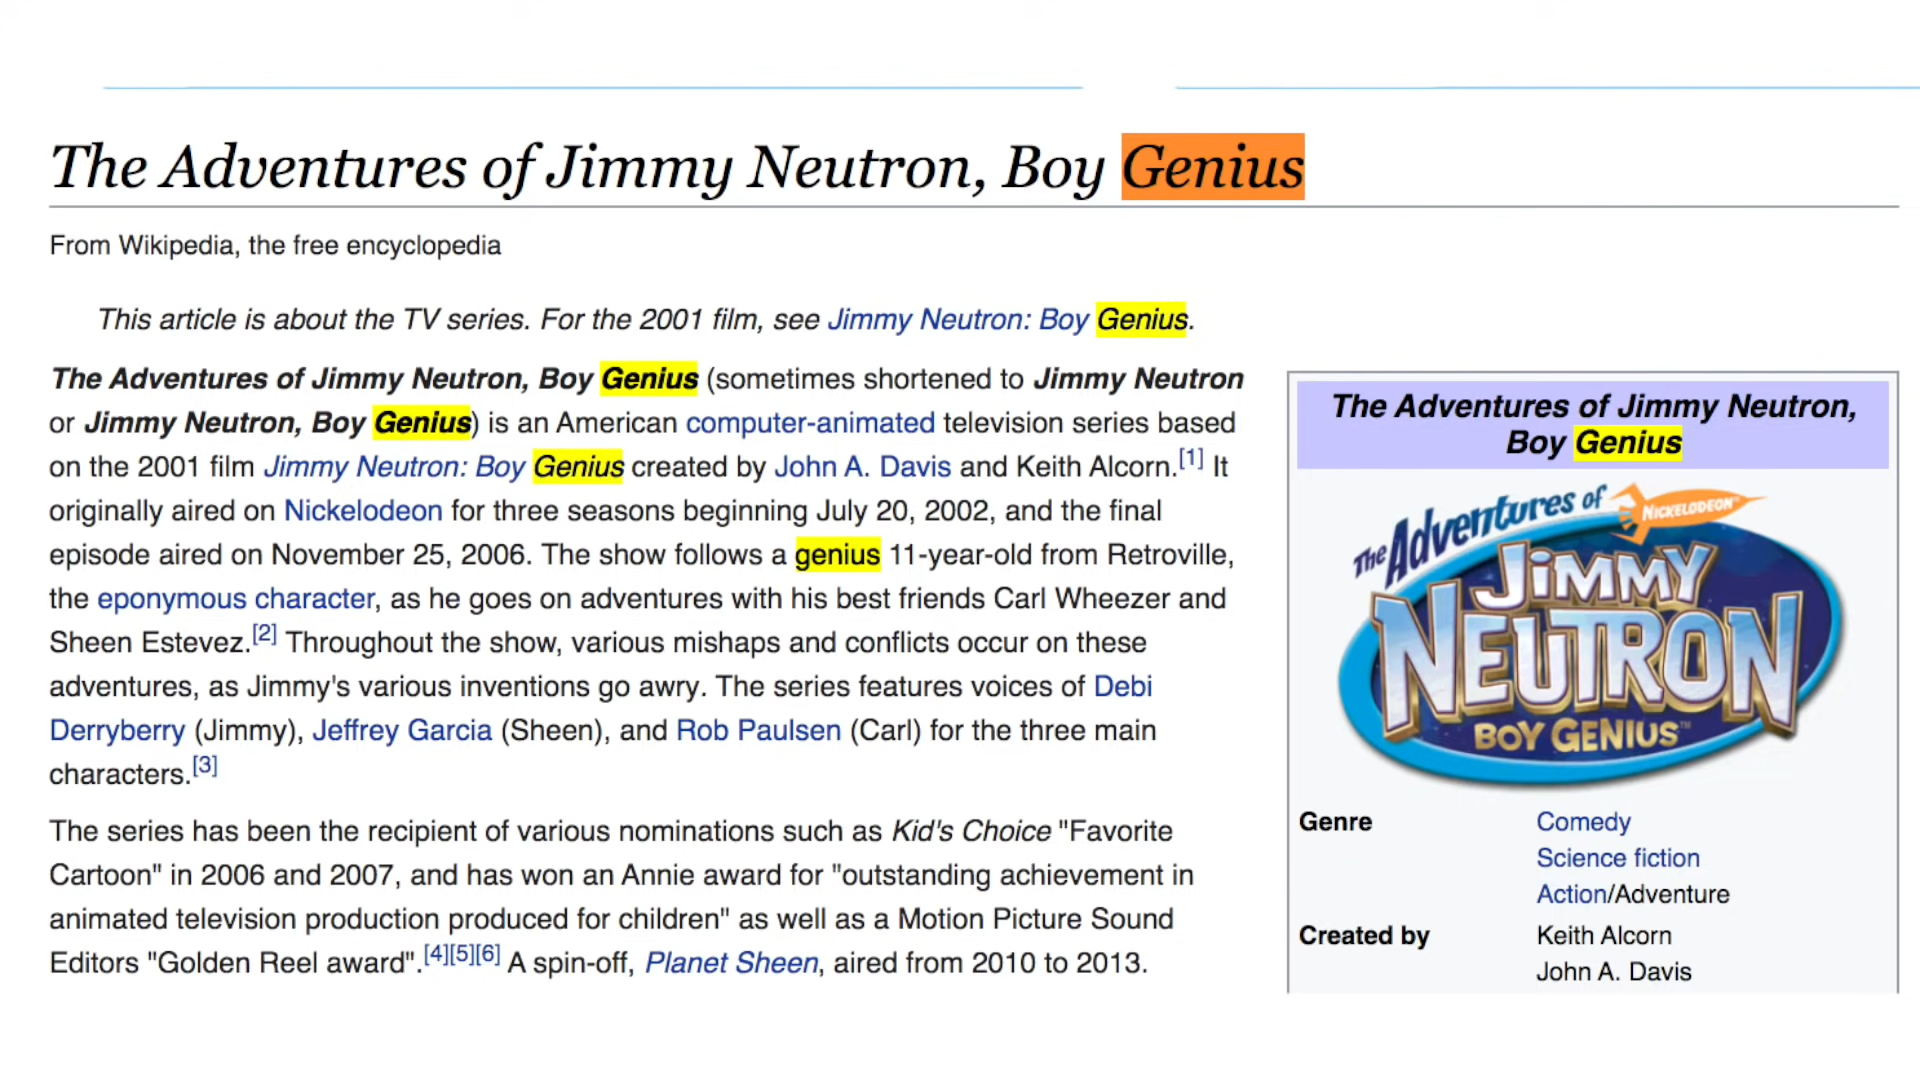 The Adventures of Jimmy Neutron, Boy Genius
From Wikipedia, the free encyclopedia
This article is about the TV series. For the 2001 film, see Jimmy Neutron: Boy Genius.
The Adventures of Jimmy Neutron, Boy Genius (sometimes shortened to Jimmy Neutron
or Jimmy Neutron, Boy Genius) is an American computer-animated television series based
on the 2001 film Jimmy Neutron: Boy Genius created by John A. Davis and Keith Alcorn.[1] It
originally aired on Nickelodeon for three seasons beginning July 20, 2002, and the final
episode aired on November 25, 2006. The show follows a genius 11-year-old from Retroville,
the eponymous character, as he goes on adventures with his best friends Carl Wheezer and
Sheen Estevez.[2] Throughout the show, various mishaps and conflicts occur on these
adventures, as Jimmy's various inventions go awry. The series features voices of Debi
Derryberry (Jimmy), Jeffrey Garcia (Sheen), and Rob Paulsen (Carl) for the three main
characters.[3]
The series has been the recipient of various nominations such as Kid's Choice "Favorite
Cartoon" in 2006 and 2007, and has won an Annie award for "outstanding achievement in
animated television production produced for children" as well as a Motion Picture Sound
Editors "Golden Reel award".[4][5][6] A spin-off, Planet Sheen, aired from 2010 to 2013.
The Adventures of Jimmy Neutron,
Boy Genius
The Adventures of
NICKELODEON
JIMMY
NEUTRON
BOY GENIUS™
Genre Comedy
Science fiction
Action/Adventure
Created by Keith Alcorn
John A. Davis